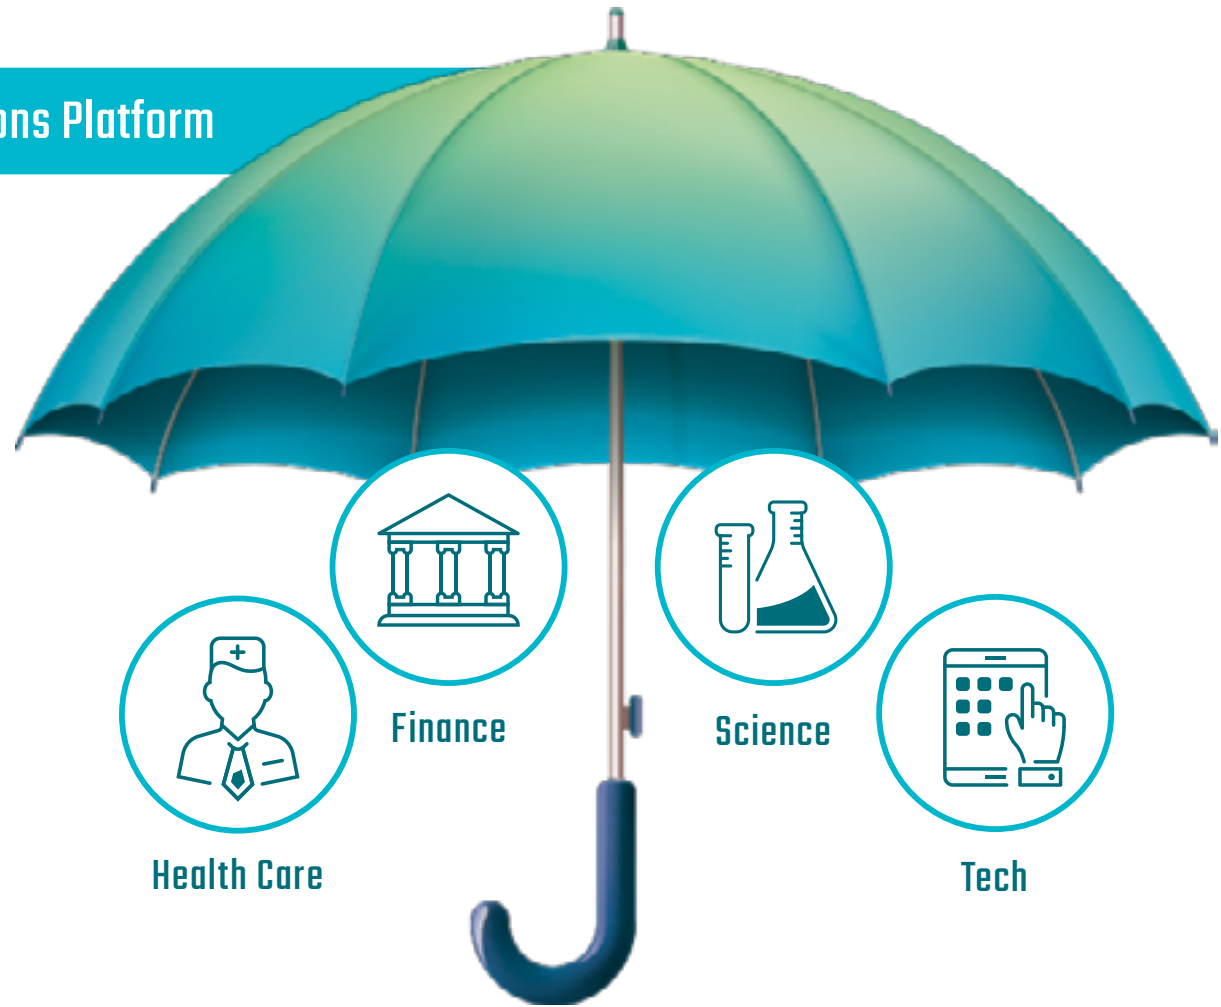 ons Platform
Finance
Science
Health Care
Tech